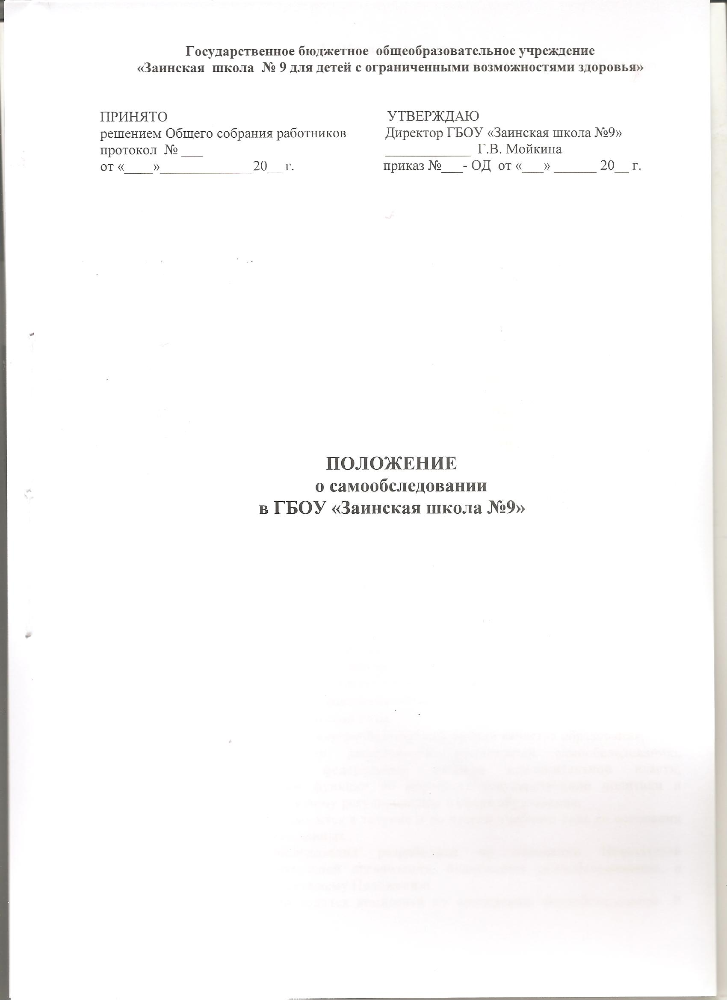 Государственное бюджетное общеобразовательное учреждение
«Заинская школа № 9 для детей с ограниченными возможностями здоровья»
ПРИНЯТО
решением Общего собрания работников
протокол № ___
от «____»_____________20__ г.
УТВЕРЖДАЮ
Директор ГБОУ «Заинская школа №9»
____________ Г.В. Мойкина
приказ №___- ОД от «___» ______ 20__ г.
ПОЛОЖЕНИЕ
о самообследовании
в ГБОУ «Заинская школа №9»